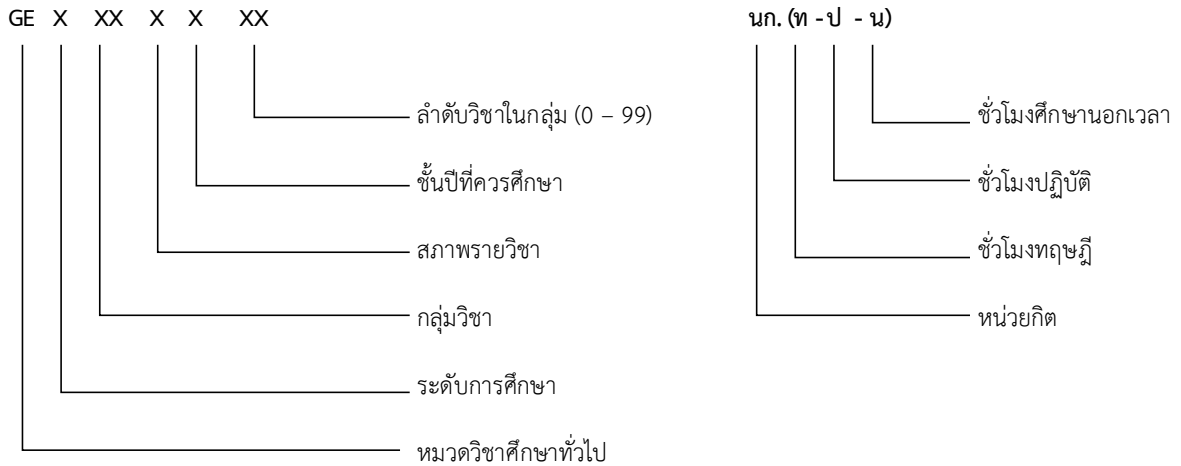 GE X XX X X XX นก. (ท - ป - น)
ลำดับวิชาในกลุ่ม (0 – 99) ชั่วโมงศึกษานอกเวลา
ชั้นปีที่ควรศึกษา ชั่วโมงปฏิบัติ
สภาพรายวิชา ชั่วโมงทฤษฎี
กลุ่มวิชา หน่วยกิต
ระดับการศึกษา
หมวดวิชาศึกษาทั่วไป